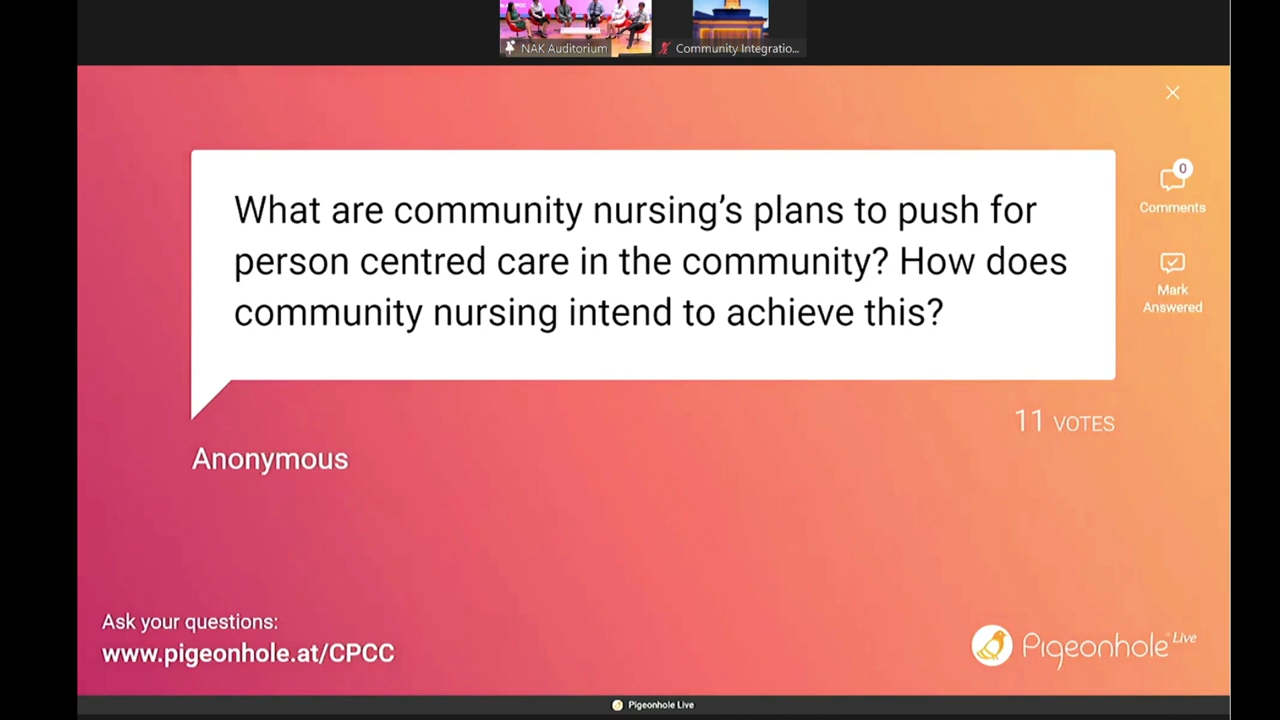 NAK Auditorium
Community Integratio...
0
Comments
What are community nursing's plans to push for
person centred care in the community? How does
community nursing intend to achieve this?
Mark
Answered
11 VOTES
Anonymous
Ask your questions:
www.pigeonhole.at/CPCC
Pigeonhole Live
Pigeonhole Live